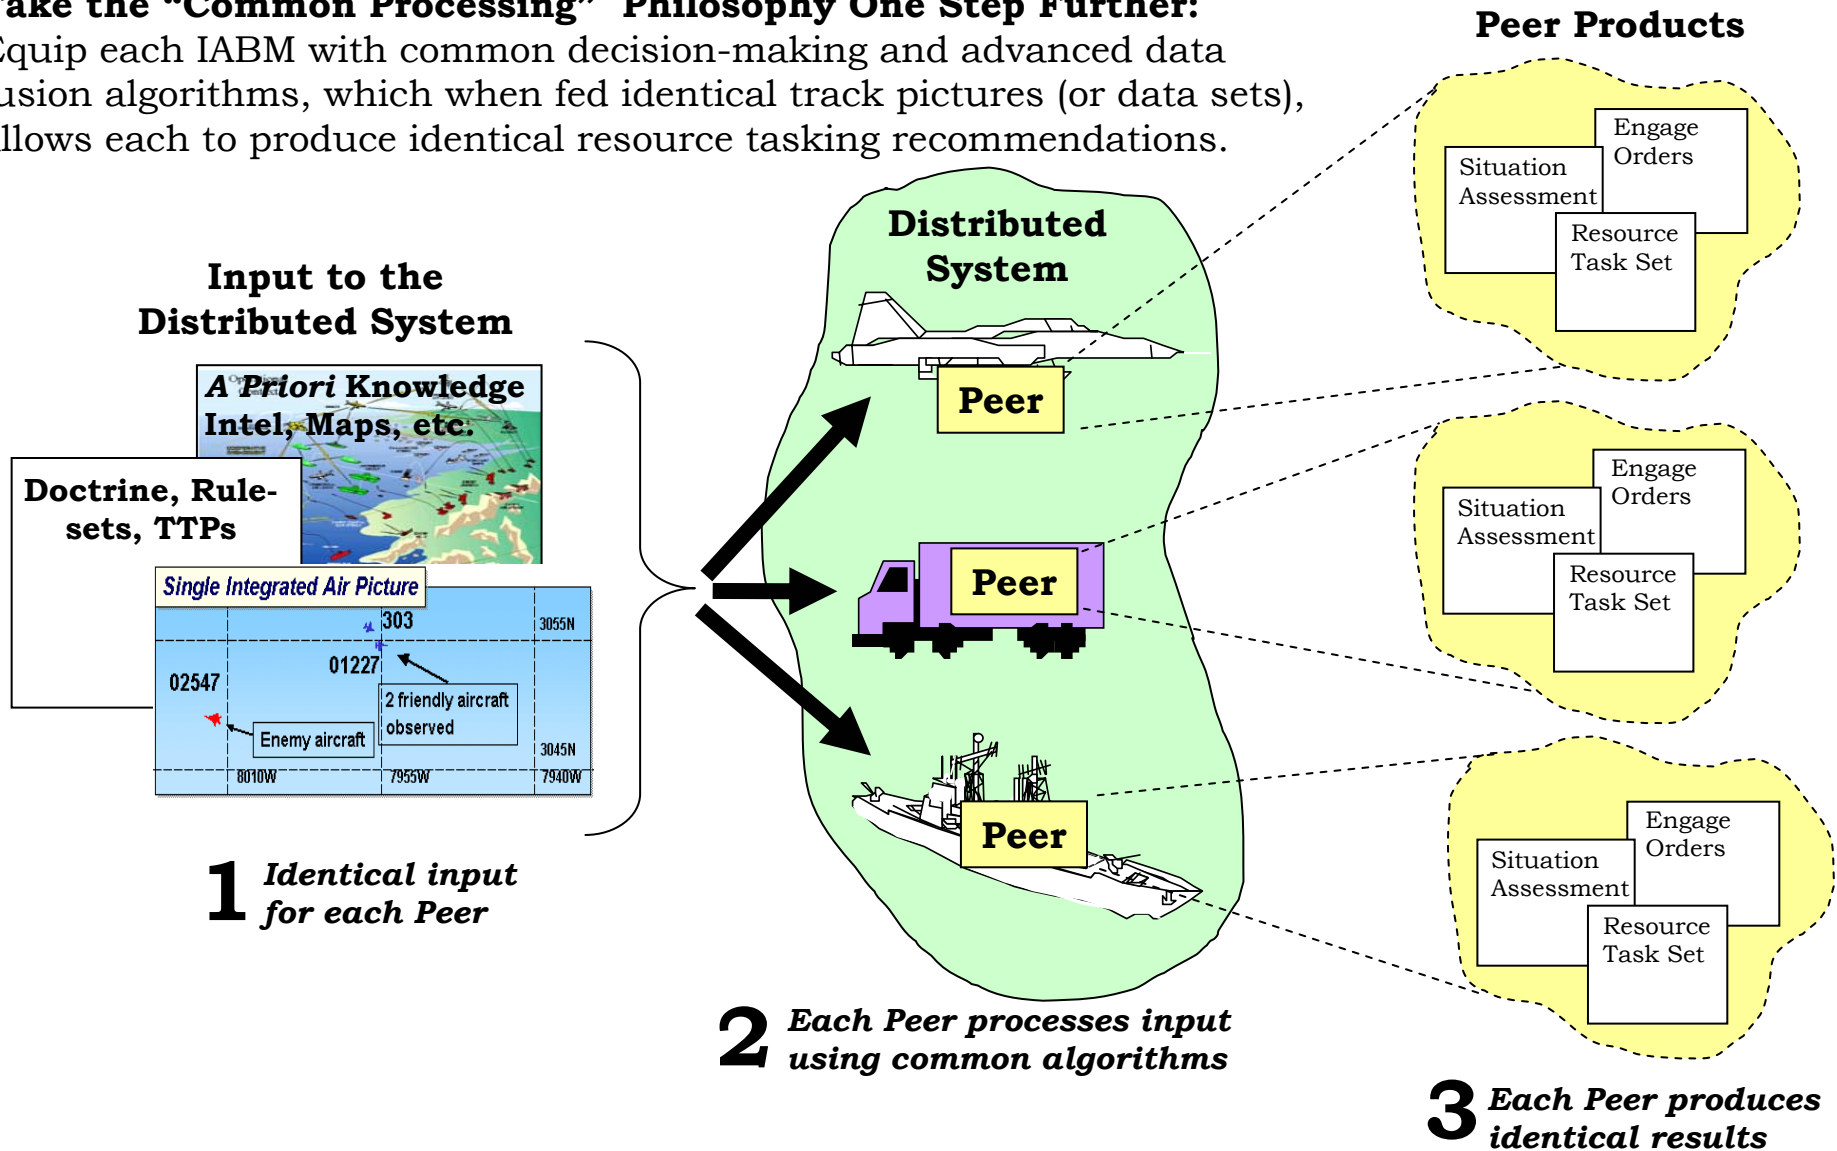 ake the “Common Processing” Philosophy One Step Further:
Equip each IABM with common decision-making and advanced data
usion algorithms, which when fed identical track pictures (or data sets),
llows each to produce identical resource tasking recommendations.
Peer Products
Engage
Orders
Situation
Assessment
Resource
Task Set
Distributed
System
Input to the
Distributed System
A Priori Knowledge
Intel, Maps, etc.
Peer
Doctrine, Rule-
sets, TTPs
Engage
Orders
Situation
Assessment
Resource
Task Set
Peer
Single Integrated Air Picture
303
3055N
01227
02547
2 friendly aircraft
observed
Enemy aircraft
3045N
8010W
7955W
7940W
Peer
Engage
Orders
Situation
Assessment
Resource
Task Set
1 Identical input
for each Peer
2 Each Peer processes input
using common algorithms
3 Each Peer produces
identical results